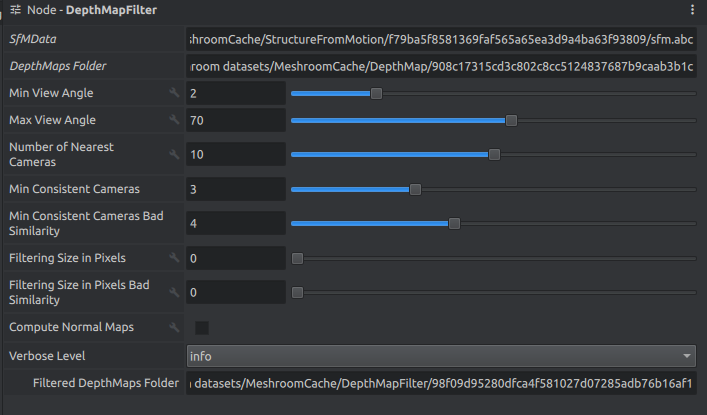 Node - DepthMapFilter
SfMData
shroomCache/StructureFromMotion/f79ba5f8581369faf565a65ea3d9a4ba63f93809/sfm.abc
DepthMaps Folder
room datasets/MeshroomCache/DepthMap/908c17315cd3c802c8cc5124837687b9caab3b1c
Min View Angle
2
Max View Angle
70
Number of Nearest
Cameras
10
Min Consistent Cameras
3
Min Consistent Cameras Bad
Similarity
4
Filtering Size in Pixels
0
Filtering Size in Pixels Bad
Similarity
0
Compute Normal Maps
Verbose Level
info
Filtered DepthMaps Folder
datasets/MeshroomCache/DepthMapFilter/98f09d95280dfca4f581027d07285adb76b16af1